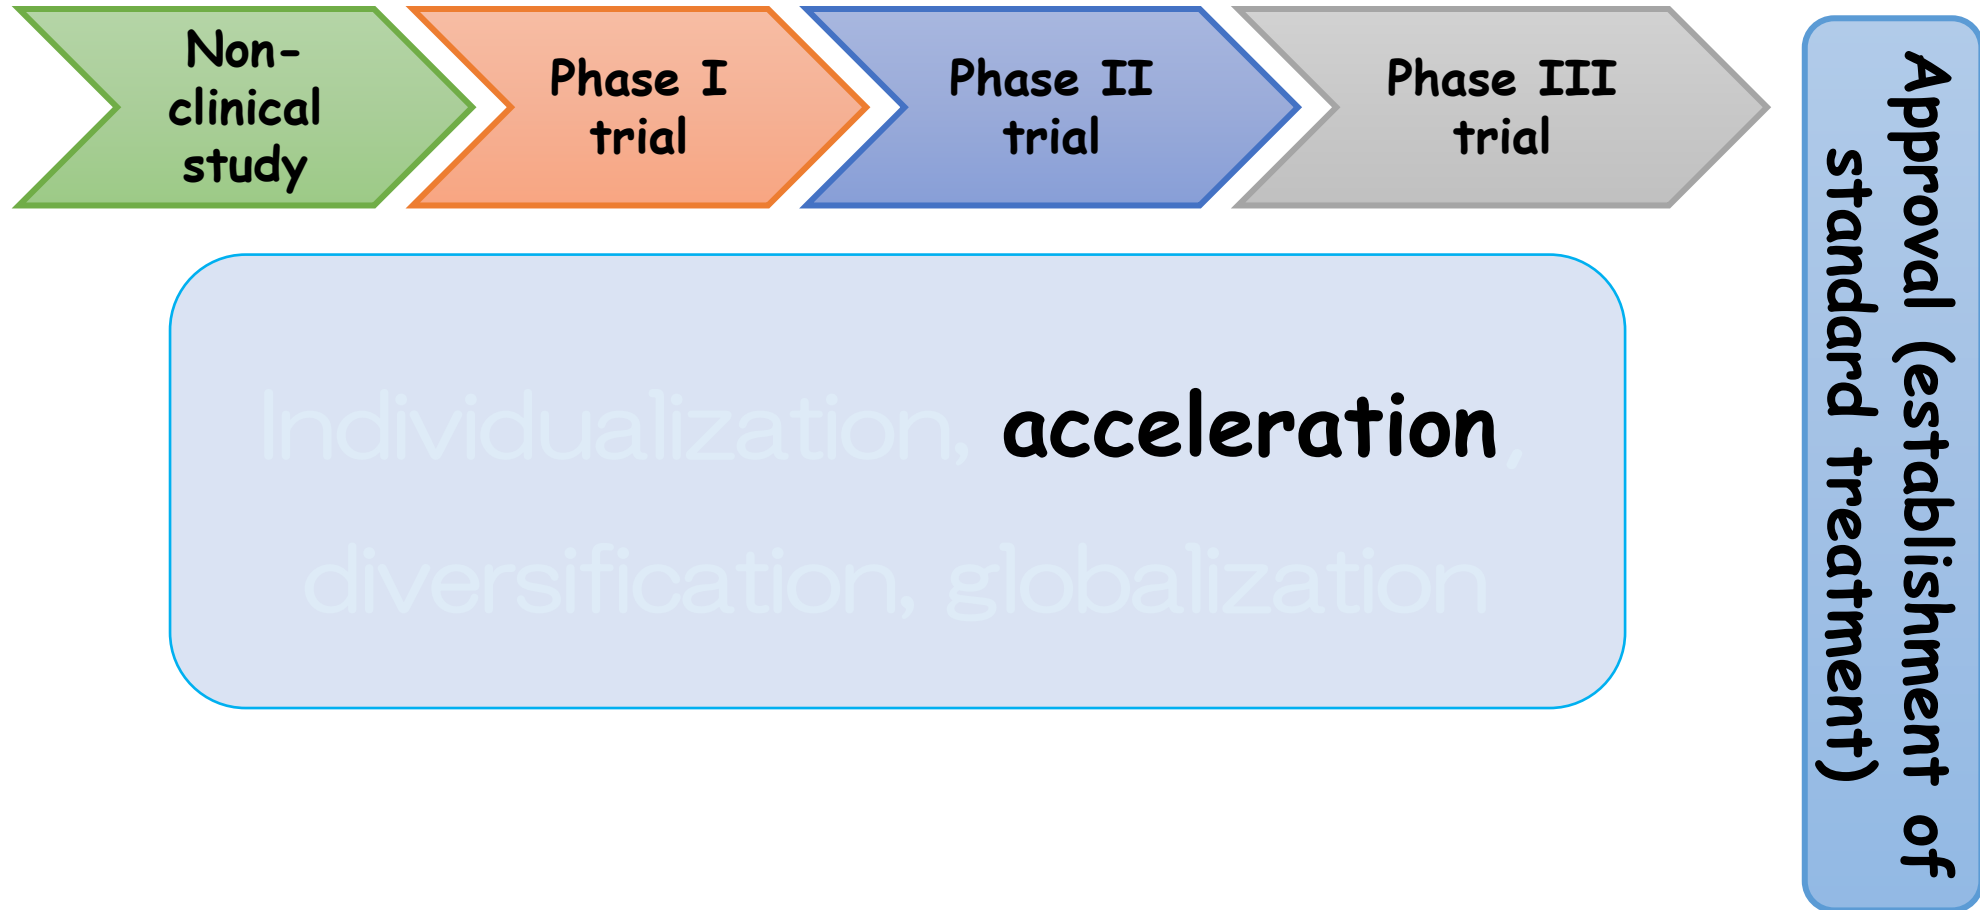 Non-
clinical
study
Phase I
trial
Phase II
trial
Phase III
trial
Individualization, acceleration,
diversification, globalization
Approval (establishment of
standard treatment)